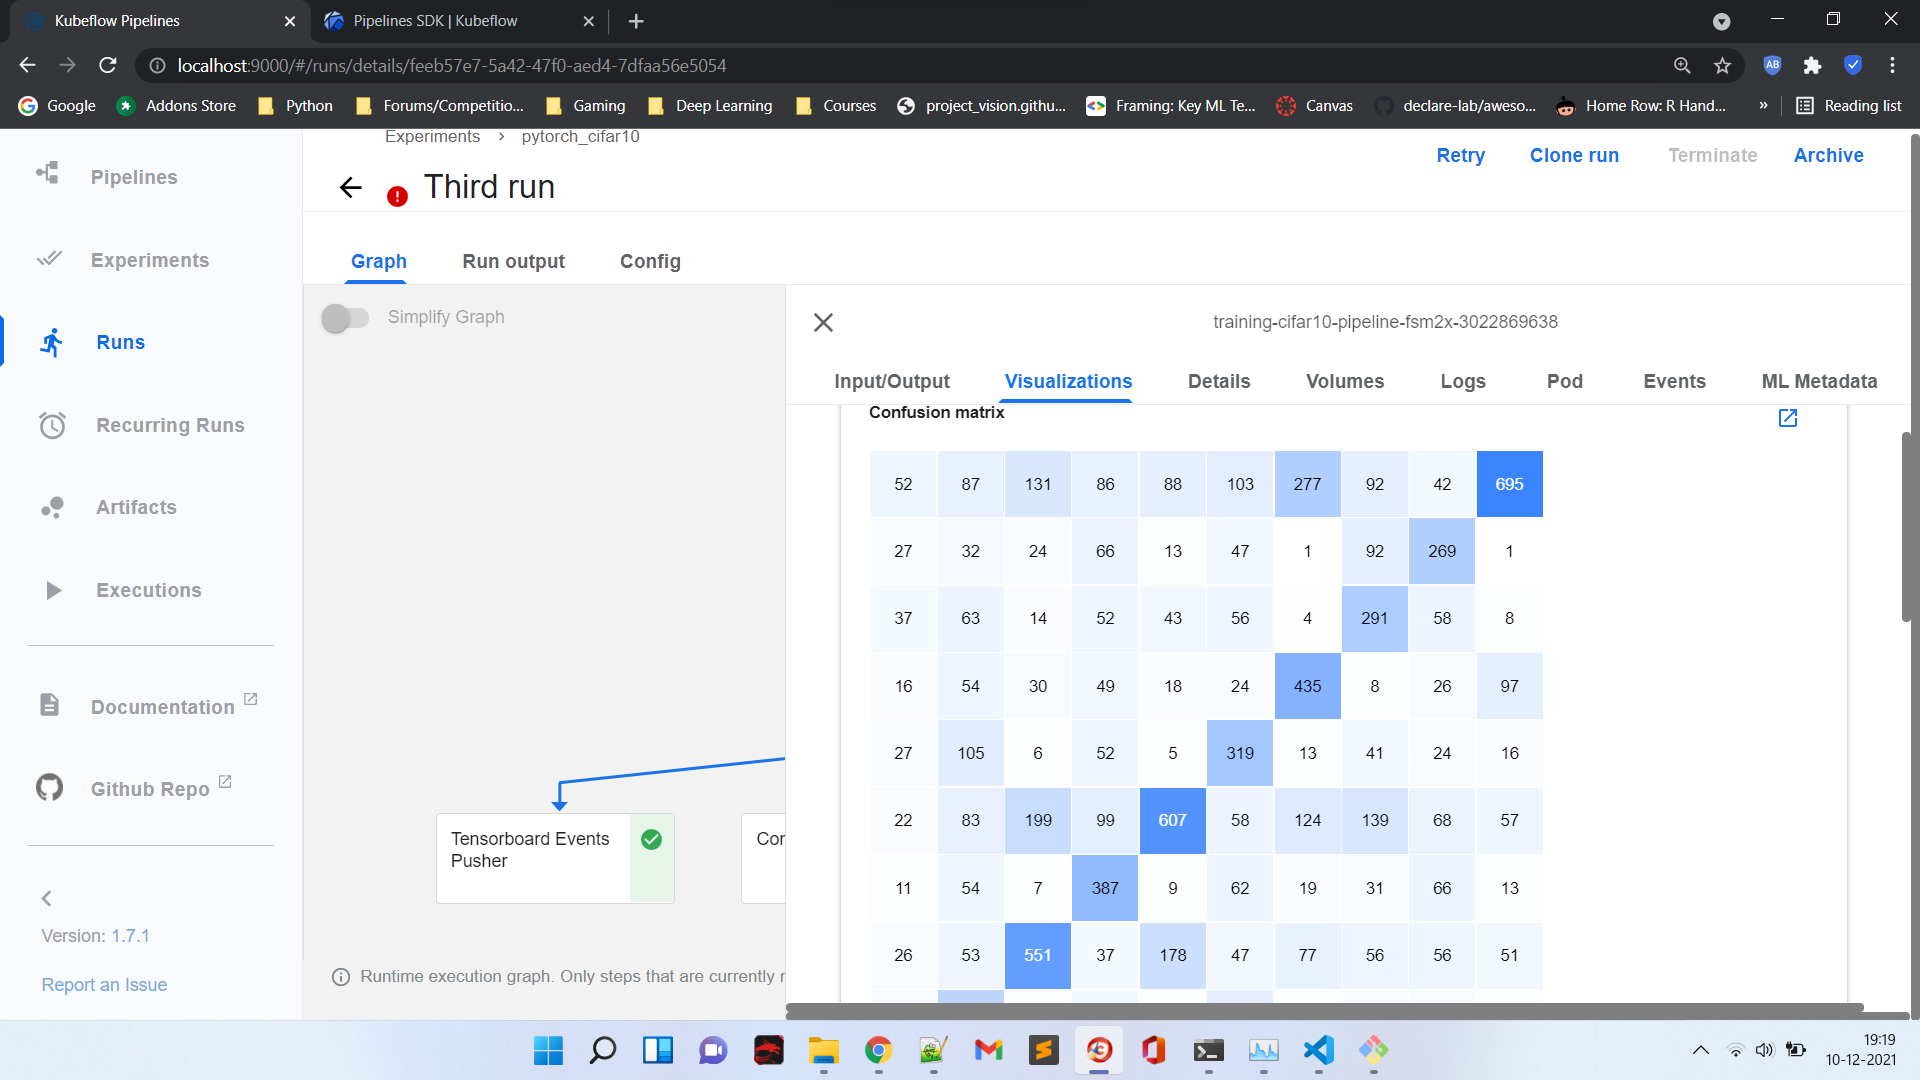 Kubeflow Pipelines
Pipelines SDK | Kubeflow
localhost:9000/#/runs/details/feeb57e7-5a42-47f0-aed4-7dfaa56e5054
AB
Google
Addons Store
Python
Forums/Competitio...
Gaming
Deep Learning
Courses
project_vision.githu...
Framing: Key ML Te...
Canvas
declare-lab/aweso...
Home Row: R Hand...
»
Reading list
Pipelines
Experiments
Runs
Recurring Runs
Artifacts
Executions
Documentation
Github Repo
Version: 1.7.1
Report an Issue
Experiments > pytorch_cifar10
Third run
Retry
Clone run
Terminate
Archive
Graph
Run output
Config
Simplify Graph
Tensorboard Events
Pusher
Cor
Runtime execution graph. Only steps that are currently r
training-cifar10-pipeline-fsm2x-3022869638
Input/Output
Visualizations
Details
Volumes
Logs
Pod
Events
ML Metadata
Confusion matrix
52 87 131 86 88 103 277 92 42 695
27 32 24 66 13 47 1 92 269 1
37 63 14 52 43 56 4 291 58 8
16 54 30 49 18 24 435 8 26 97
27 105 6 52 5 319 13 41 24 16
22 83 199 99 607 58 124 139 68 57
11 54 7 387 9 62 19 31 66 13
26 53 551 37 178 47 77 56 56 51
19:19
10-12-2021